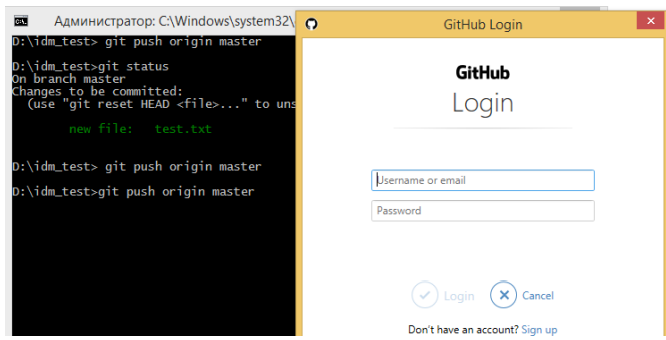 Администратор: C:\Windows\system32\
D:\idm_test> git push origin master
D:\idm_test>git status
On branch master
Changes to be committed:
(use "git reset HEAD <file>..." to uns
new file: test.txt
D:\idm_test> git push origin master
D:\idm_test>git push origin master
GitHub Login
GitHub
Login
Username or email
Password
Login
Cancel
Don't have an account? Sign up